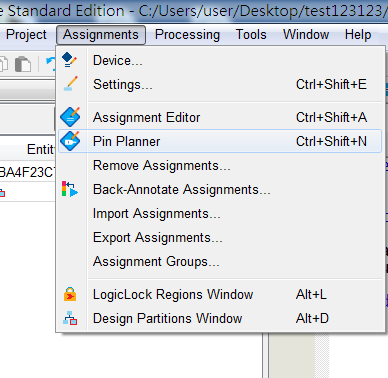 e Standard Edition - C:/Users/user/Desktop/test123123/
Project Assignments Processing Tools Window Help
Device...
Settings... Ctrl+Shift+E
Assignment Editor Ctrl+Shift+A
Entit
Pin Planner Ctrl+Shift+N
BA4F23C7
Remove Assignments...
Back-Annotate Assignments...
Import Assignments...
Export Assignments...
Assignment Groups...
LogicLock Regions Window Alt+L
Design Partitions Window Alt+D